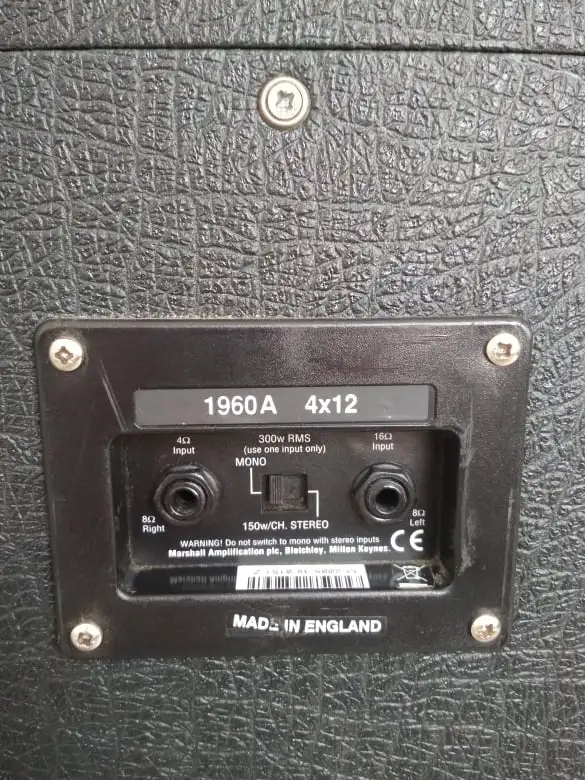 1960A 4x12
4Ω
Input
300w RMS
(use one input only)
16Ω
Input
MONO
8Ω
Right
8Ω
Left
150w/CH. STEREO
WARNING! Do not switch to mono with stereo inputs
Marshall Amplification plc, Bletchley, Milton Keynes.
CE
MADE IN ENGLAND